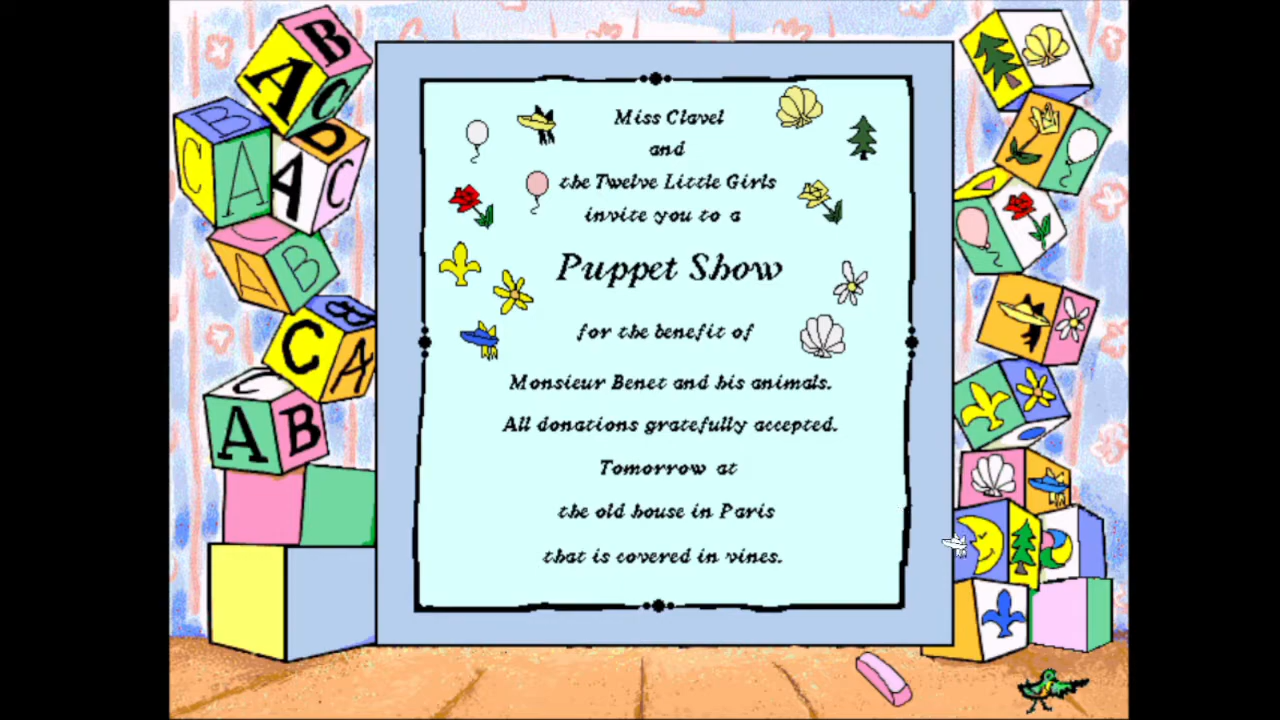 B
A
C
B
C
A
B
A
C
C
A
B
B
C
A
C
A
B
Miss Clavel
and
the Twelve Little Girls
invite you to a
Puppet Show
for the benefit of
Monsieur Benet and his animals.
All donations gratefully accepted.
Tomorrow at
the old house in Paris
that is covered in vines.